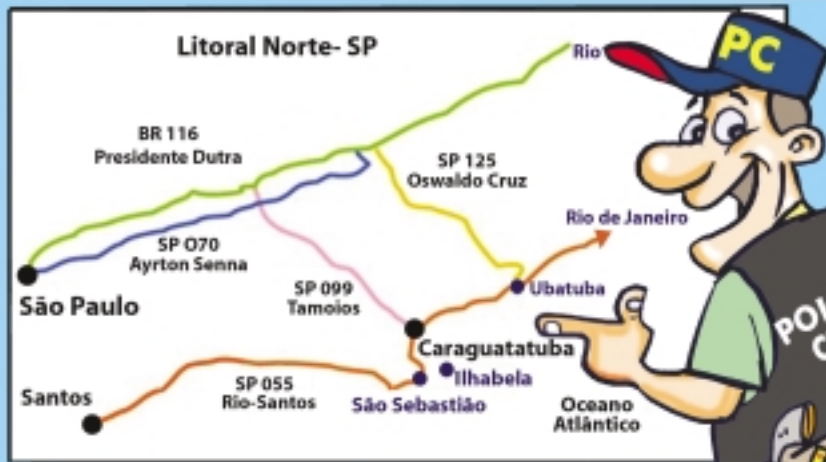 Litoral Norte- SP
PC
Rio
BR 116
Presidente Dutra
SP 125
Oswaldo Cruz
Rio de Janeiro
SP O70
Ayrton Senna
SP 099
Tamoios
Ubatuba
São Paulo
Caraguatatuba
Ilhabela
Santos
SP 055
Rio-Santos
São Sebastião
Oceano
Atlântico